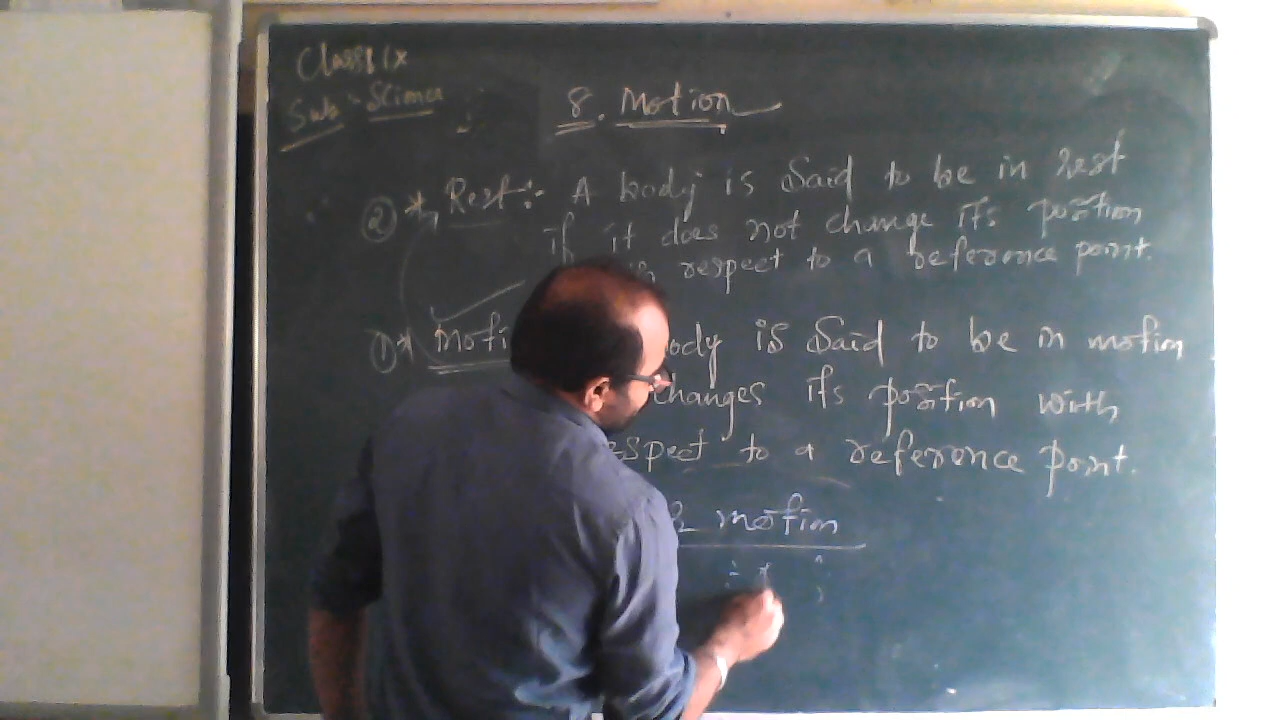 Class IX
Sub :- Science
8. Motion
② * Rest :- A body is said to be in rest
if it does not change its position
respect to a reference point.
① * Moti ody is said to be in motion
changes its position with
espect to a reference point.
& motion